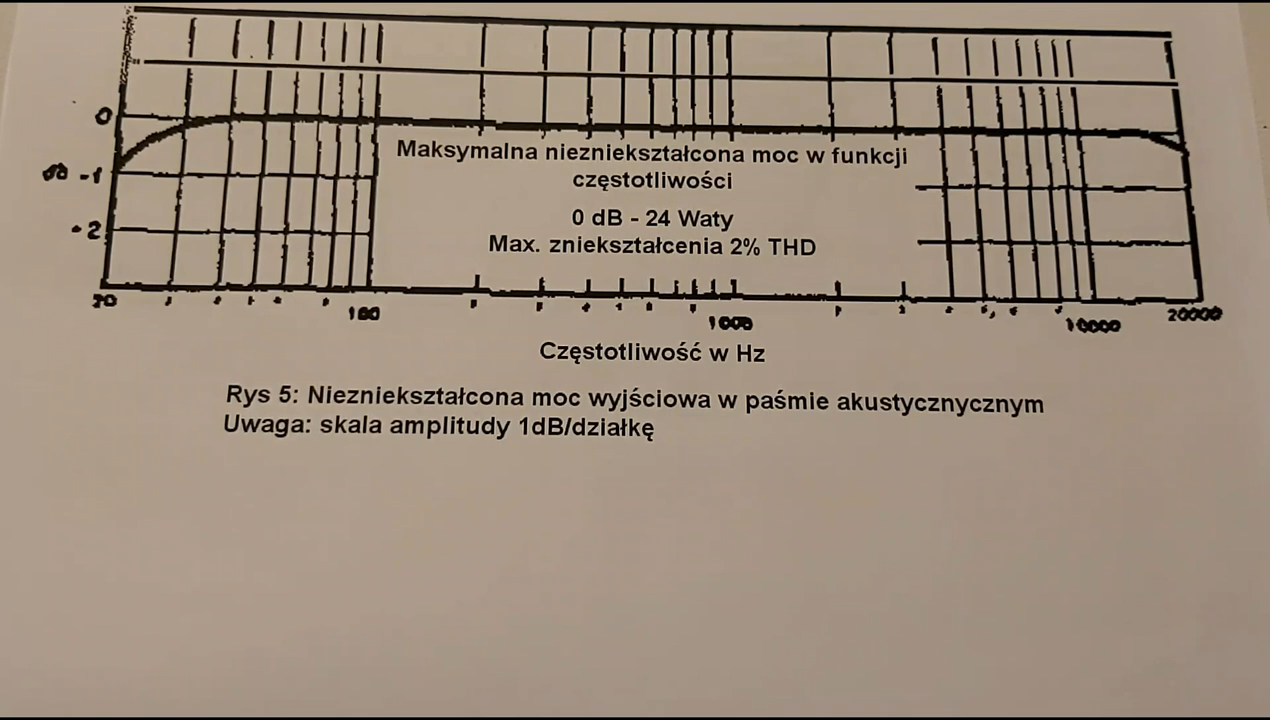 0
dB -1
-2
Maksymalna niezniekształcona moc w funkcji
częstotliwości
0 dB - 24 Waty
Max. zniekształcenia 2% THD
20
100
1000
10000
20000
Częstotliwość w Hz
Rys 5: Niezniekształcona moc wyjściowa w paśmie akustycznycznym
Uwaga: skala amplitudy 1dB/działkę